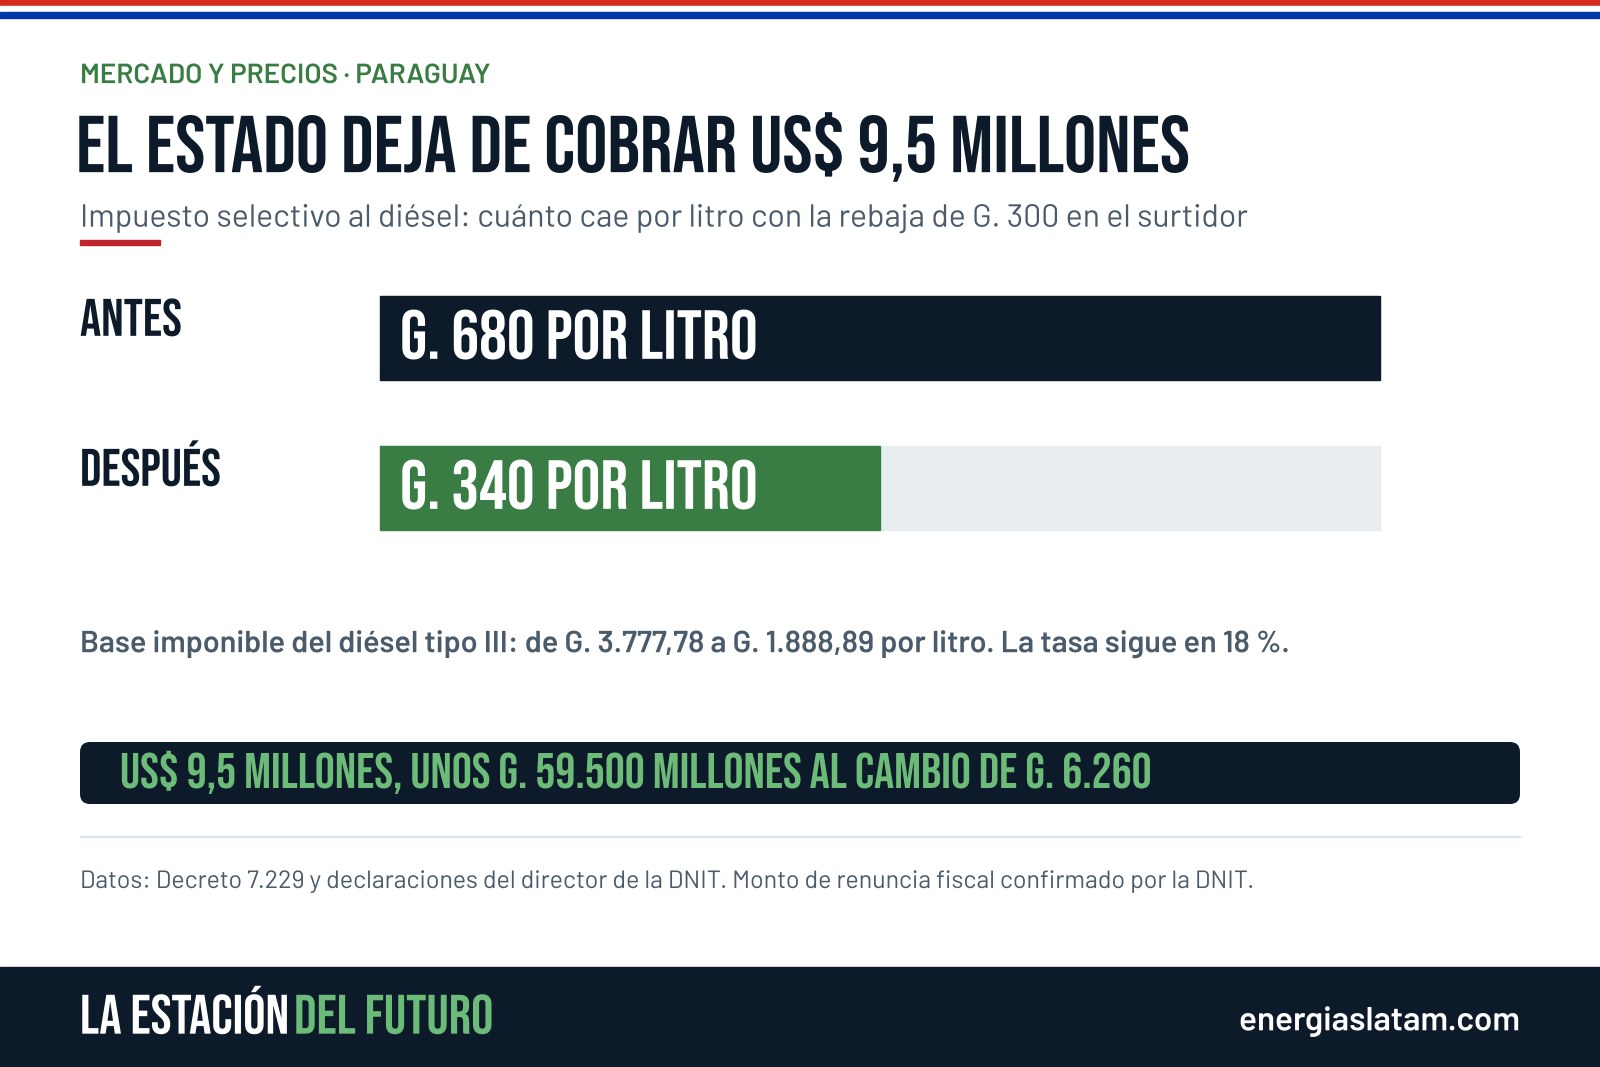 MERCADO Y PRECIOS · PARAGUAY
EL ESTADO DEJA DE COBRAR US$ 9,5 MILLONES
Impuesto selectivo al diésel: cuánto cae por litro con la rebaja de G. 300 en el surtidor
ANTES
G. 680 POR LITRO
DESPUÉS
G. 340 POR LITRO
Base imponible del diésel tipo III: de G. 3.777,78 a G. 1.888,89 por litro. La tasa sigue en 18 %.
US$ 9,5 MILLONES, UNOS G. 59.500 MILLONES AL CAMBIO DE G. 6.260
Datos: Decreto 7.229 y declaraciones del director de la DNIT. Monto de renuncia fiscal confirmado por la DNIT.
LA ESTACIÓN DEL FUTURO
energiaslatam.com